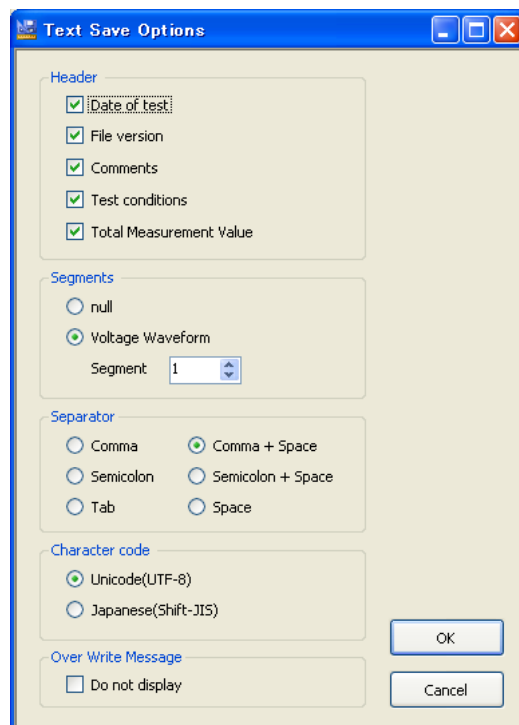 Text Save Options
Header
Date of test
File version
Comments
Test conditions
Total Measurement Value
Segments
null
Voltage Waveform
Segment 1
Separator
Comma Comma + Space
Semicolon Semicolon + Space
Tab Space
Character code
Unicode(UTF-8)
Japanese(Shift-JIS)
OK
Over Write Message
Do not display
Cancel